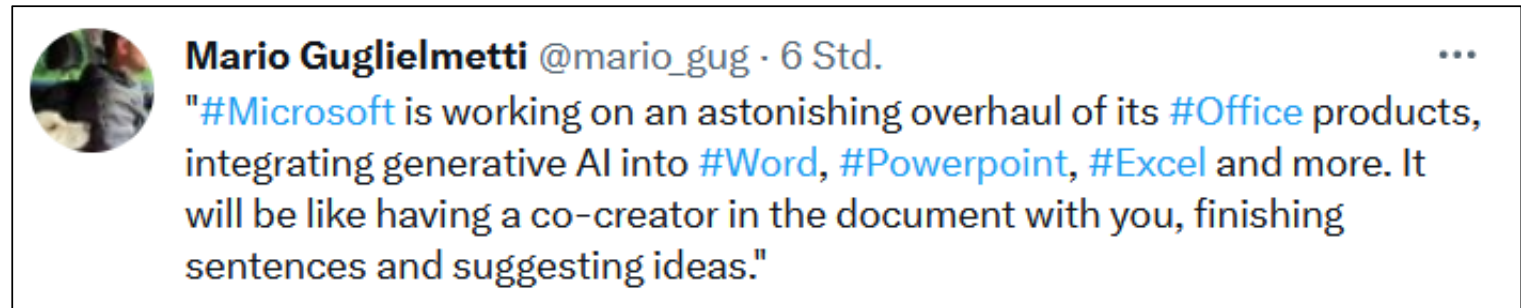 Mario Guglielmetti @mario_gug · 6 Std.
"#Microsoft is working on an astonishing overhaul of its #Office products,
integrating generative AI into #Word, #Powerpoint, #Excel and more. It
will be like having a co-creator in the document with you, finishing
sentences and suggesting ideas."